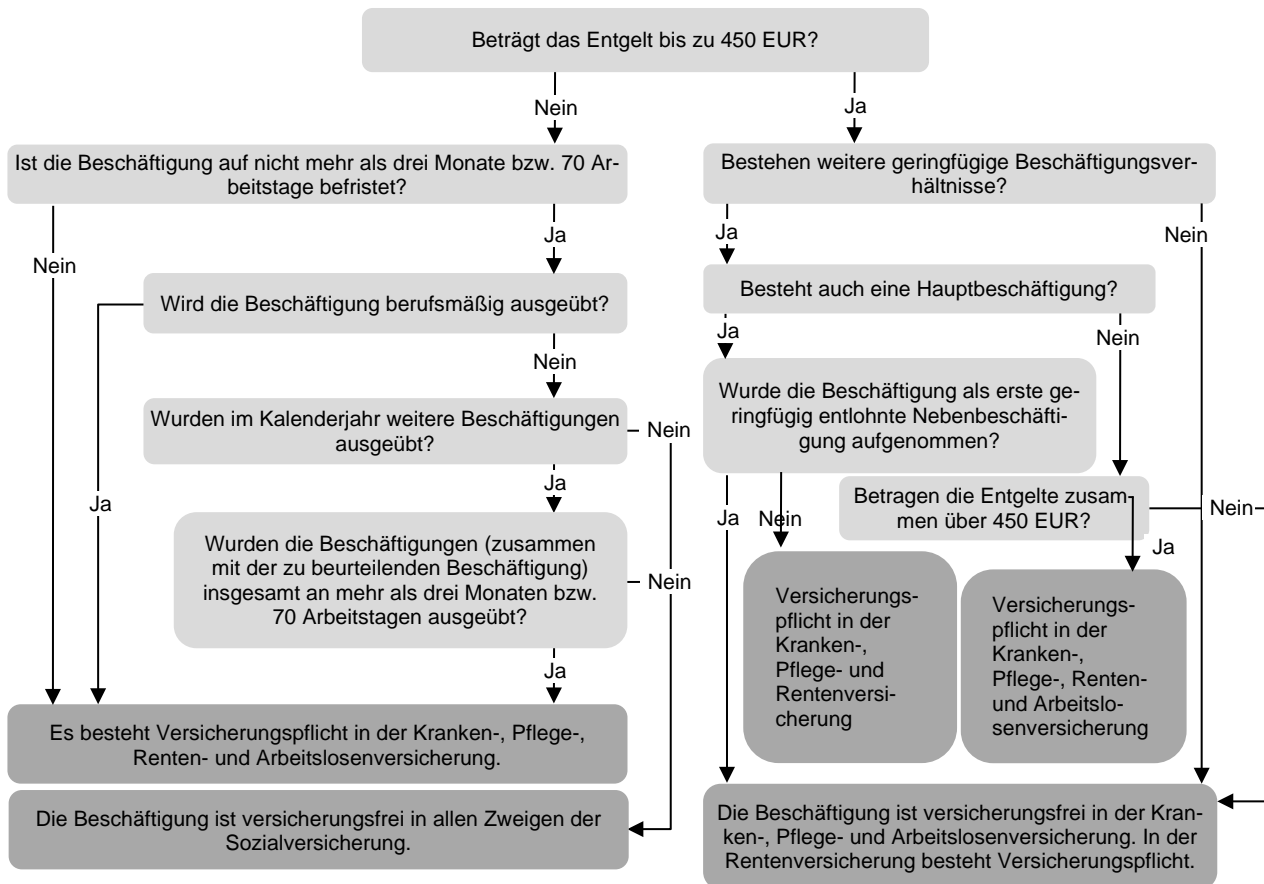 Beträgt das Entgelt bis zu 450 EUR?
Nein
Ja
Ist die Beschäftigung auf nicht mehr als drei Monate bzw. 70 Ar-
beitstage befristet?
Bestehen weitere geringfügige Beschäftigungsver-
hältnisse?
Nein
Ja
Ja
Nein
Wird die Beschäftigung berufsmäßig ausgeübt?
Besteht auch eine Hauptbeschäftigung?
Nein
Ja
Nein
Wurden im Kalenderjahr weitere Beschäftigungen
ausgeübt?
Nein
Wurde die Beschäftigung als erste ge-
ringfügig entlohnte Nebenbeschäfti-
gung aufgenommen?
Ja
Ja
Wurden die Beschäftigungen (zusammen
mit der zu beurteilenden Beschäftigung)
insgesamt an mehr als drei Monaten bzw.
70 Arbeitstagen ausgeübt?
Nein
Ja
Ja
Nein
Betragen die Entgelte zusam
men über 450 EUR?
Nein
Ja
Versicherungs-
pflicht in der
Kranken-,
Pflege- und
Rentenversi-
cherung
Versicherungs-
pflicht in der
Kranken-,
Pflege-, Renten-
und Arbeitslo-
senversicherung
Es besteht Versicherungspflicht in der Kranken-, Pflege-,
Renten- und Arbeitslosenversicherung.
Die Beschäftigung ist versicherungsfrei in allen Zweigen der
Sozialversicherung.
Die Beschäftigung ist versicherungsfrei in der Kran-
ken-, Pflege- und Arbeitslosenversicherung. In der
Rentenversicherung besteht Versicherungspflicht.